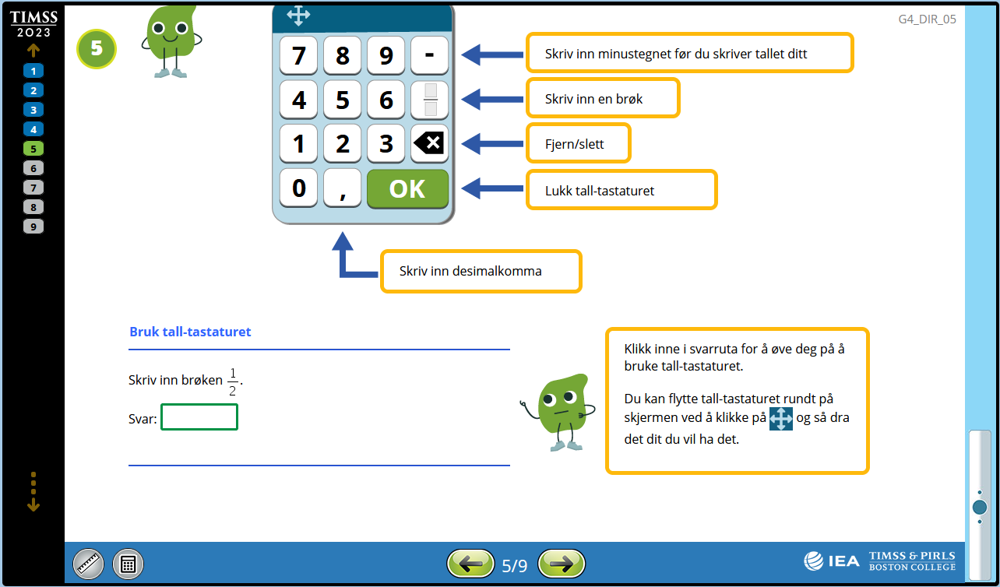 TIMSS
2023
1
2
3
4
5
6
7
8
9
G4_DIR_05
5
7 8 9 -
4 5 6
1 2 3
0 , OK
Skriv inn minustegnet før du skriver tallet ditt
Skriv inn en brøk
Fjern/slett
Lukk tall-tastaturet
Skriv inn desimalkomma
Bruk tall-tastaturet
Skriv inn brøken 1/2.
Svar:
Klikk inne i svarruta for å øve deg på å
bruke tall-tastaturet.
Du kan flytte tall-tastaturet rundt på
skjermen ved å klikke på og så dra
det dit du vil ha det.
5/9
IEA
TIMSS & PIRLS
BOSTON COLLEGE